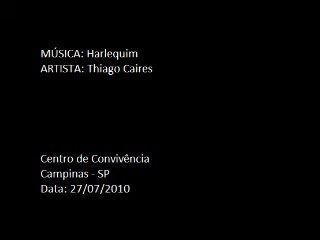 MÚSICA: Harlequim
ARTISTA: Thiago Caires
Centro de Convivência
Campinas - SP
Data: 27/07/2010